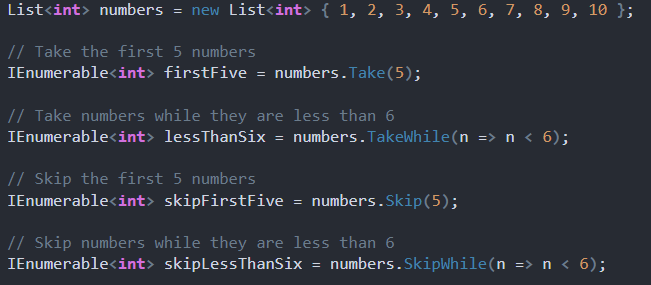 List<int> numbers = new List<int> { 1, 2, 3, 4, 5, 6, 7, 8, 9, 10 };
// Take the first 5 numbers
IEnumerable<int> firstFive = numbers.Take(5);
// Take numbers while they are less than 6
IEnumerable<int> lessThanSix = numbers.TakeWhile(n => n < 6);
// Skip the first 5 numbers
IEnumerable<int> skipFirstFive = numbers.Skip(5);
// Skip numbers while they are less than 6
IEnumerable<int> skipLessThanSix = numbers.SkipWhile(n => n < 6);